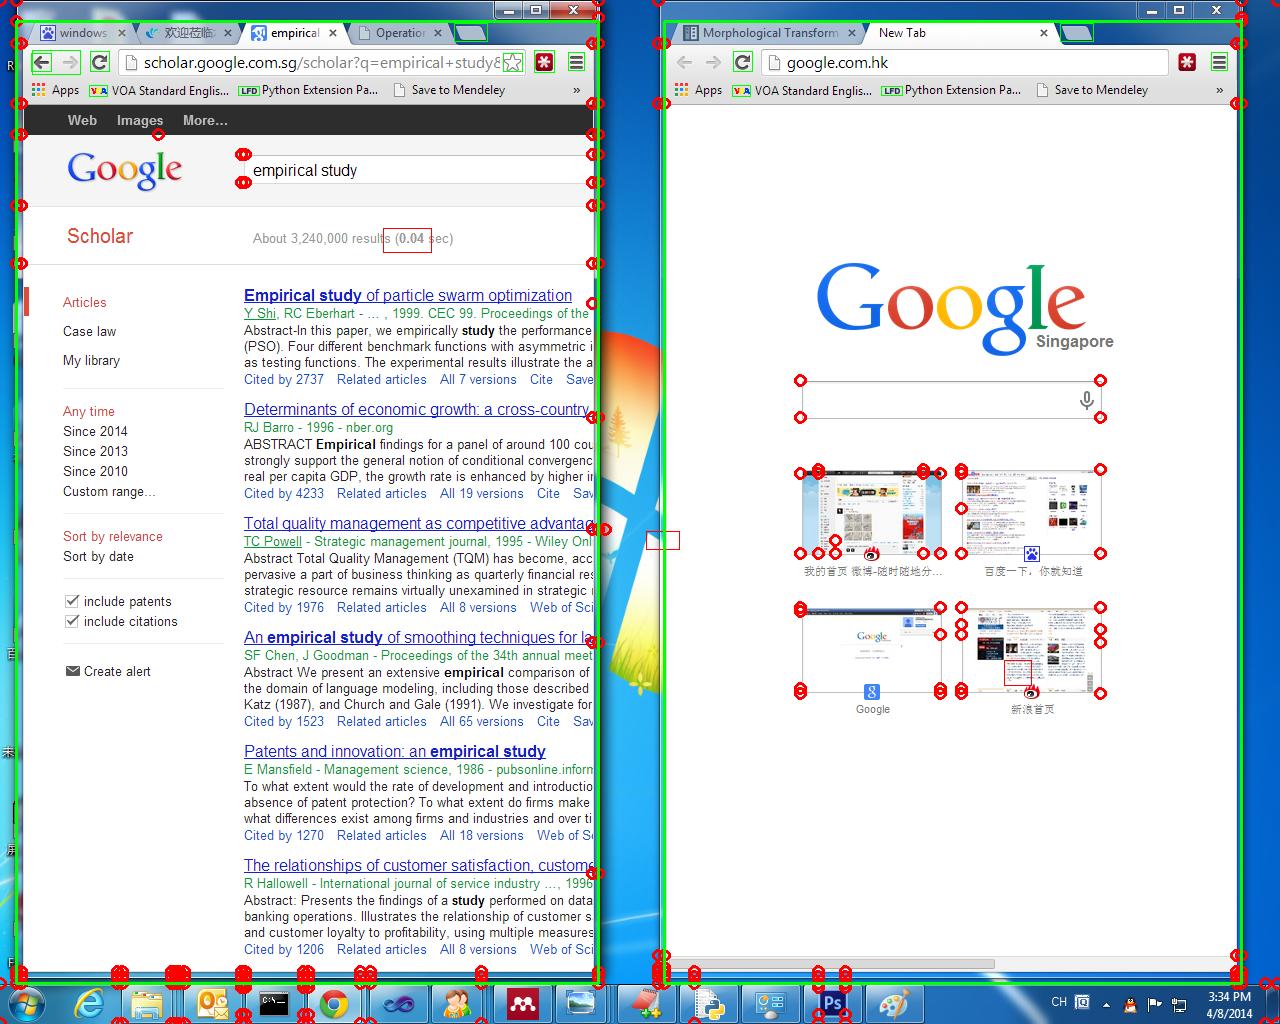 windows
欢迎莅临
empirical
Operation
scholar.google.com.sg/scholar?q=empirical+study&
Apps
VOA Standard Englis...
LFD Python Extension Pa...
Save to Mendeley
»
Web Images More...
Google
empirical study
Scholar
About 3,240,000 results (0.04 sec)
Articles
Case law
My library
Any time
Since 2014
Since 2013
Since 2010
Custom range...
Sort by relevance
Sort by date
include patents
include citations
Create alert
Empirical study of particle swarm optimization
Y Shi, RC Eberhart - ... , 1999. CEC 99. Proceedings of the
Abstract-In this paper, we empirically study the performance
(PSO). Four different benchmark functions with asymmetric i
as testing functions. The experimental results illustrate the a
Cited by 2737 Related articles All 7 versions Cite Save
Determinants of economic growth: a cross-country
RJ Barro - 1996 - nber.org
ABSTRACT Empirical findings for a panel of around 100 cou
strongly support the general notion of conditional convergenc
real per capita GDP, the growth rate is enhanced by higher in
Cited by 4233 Related articles All 19 versions Cite Sav
Total quality management as competitive advantag
TC Powell - Strategic management journal, 1995 - Wiley Onl
Abstract Total Quality Management (TQM) has become, acc
pervasive a part of business thinking as quarterly financial res
strategic resource remains virtually unexamined in strategic r
Cited by 1976 Related articles All 8 versions Web of Sci
An empirical study of smoothing techniques for la
SF Chen, J Goodman - Proceedings of the 34th annual meet
Abstract We present an extensive empirical comparison of
the domain of language modeling, including those described
Katz (1987), and Church and Gale (1991). We investigate for
Cited by 1523 Related articles All 65 versions Cite Sav
Patents and innovation: an empirical study
E Mansfield - Management science, 1986 - pubsonline.inform
To what extent would the rate of development and introductio
absence of patent protection? To what extent do firms make
what differences exist among firms and industries and over ti
Cited by 1270 Related articles All 18 versions Web of Sc
The relationships of customer satisfaction, custome
R Hallowell - International journal of service industry ..., 1996
Abstract: Presents the findings of a study performed on data
banking operations. Illustrates the relationship of customer s
and customer loyalty to profitability, using multiple measures
Cited by 1206 Related articles All 8 versions Web of Sci
Morphological Transform
New Tab
google.com.hk
Apps
VOA Standard Englis...
LFD Python Extension Pa...
Save to Mendeley
»
Google
Singapore
我的首页 微博-随时随地分...
百度一下，你就知道
Google
新浪首页
CH
3:34 PM
4/8/2014